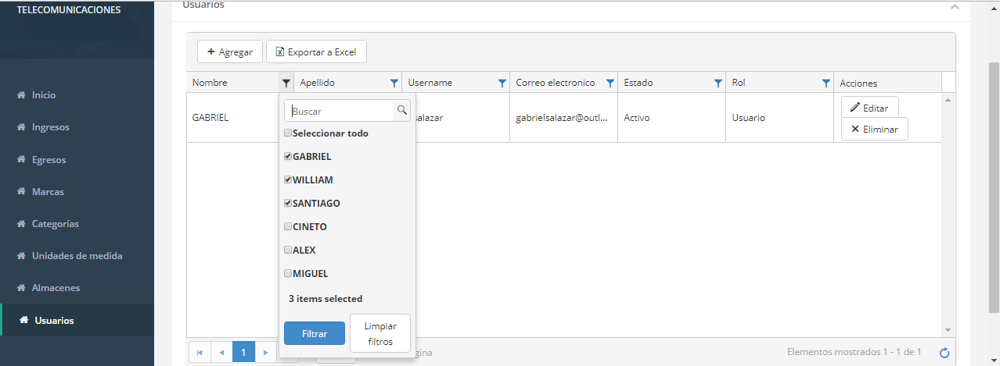 TELECOMUNICACIONES
Inicio
Ingresos
Egresos
Marcas
Categorías
Unidades de medida
Almacenes
Usuarios
Usuarios
+ Agregar
Exportar a Excel
Nombre
Apellido
Username
Correo electronico
Estado
Rol
Acciones
GABRIEL
salazar
gabrielsalazar@outl...
Activo
Usuario
Editar
× Eliminar
Buscar
Seleccionar todo
GABRIEL
WILLIAM
SANTIAGO
CINETO
ALEX
MIGUEL
3 items selected
Filtrar
Limpiar
filtros
1
gina
Elementos mostrados 1 - 1 de 1